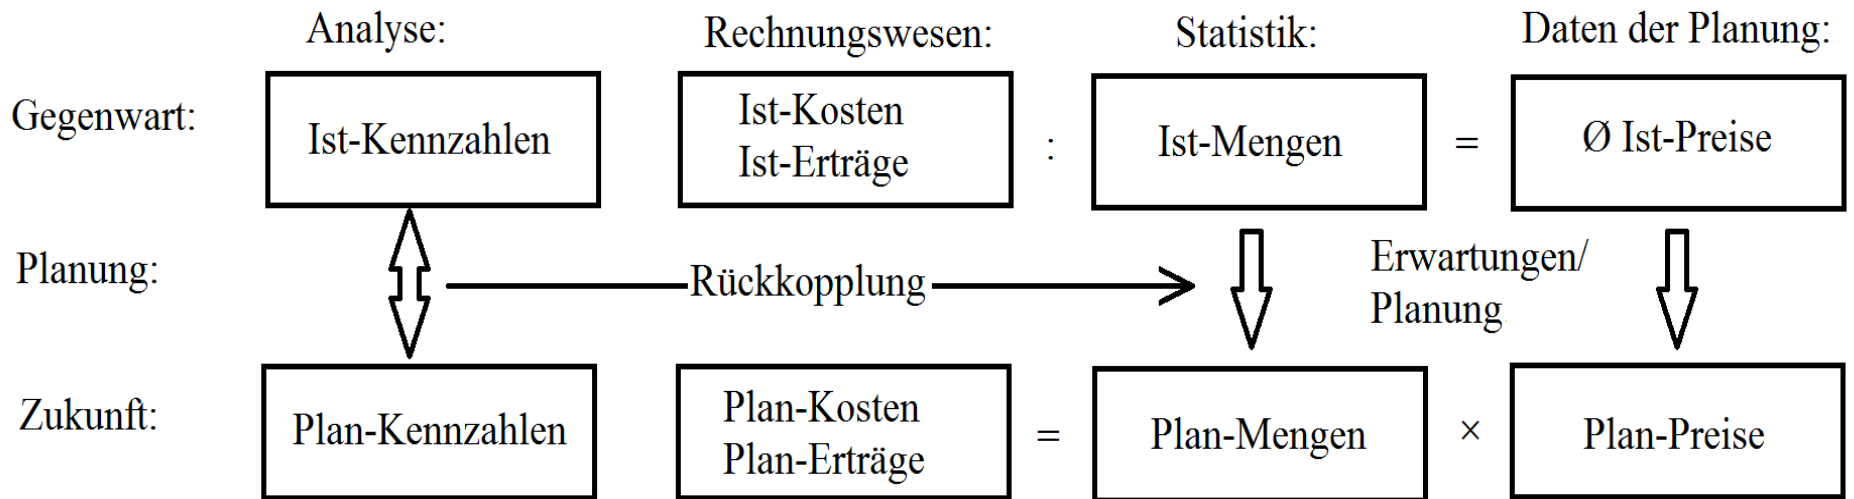 Analyse: Rechnungswesen: Statistik: Daten der Planung:
Gegenwart: Ist-Kennzahlen Ist-Kosten : Ist-Mengen = Ø Ist-Preise
Ist-Erträge
Planung: Rückkopplung Erwartungen/
Planung
Zukunft: Plan-Kennzahlen Plan-Kosten = Plan-Mengen × Plan-Preise
Plan-Erträge